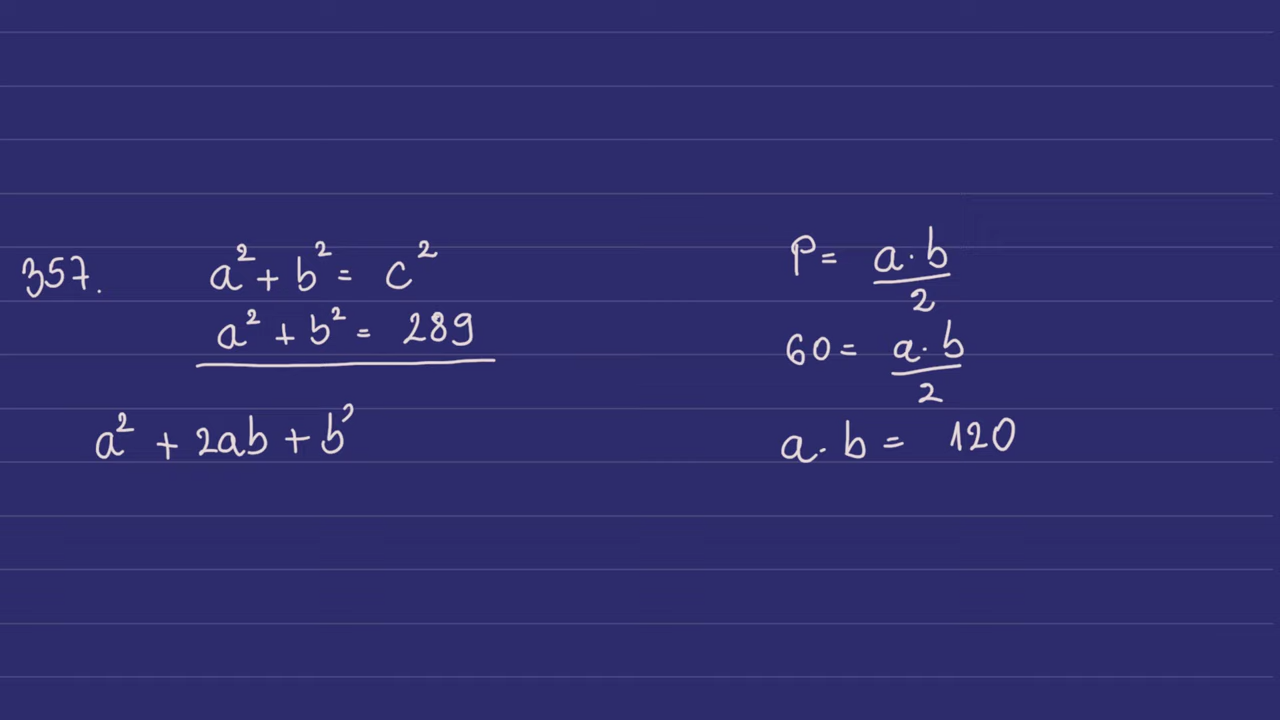 357. a² + b² = c²
a² + b² = 289
a² + 2ab + b²
P = a·b/2
60 = a·b/2
a·b = 120